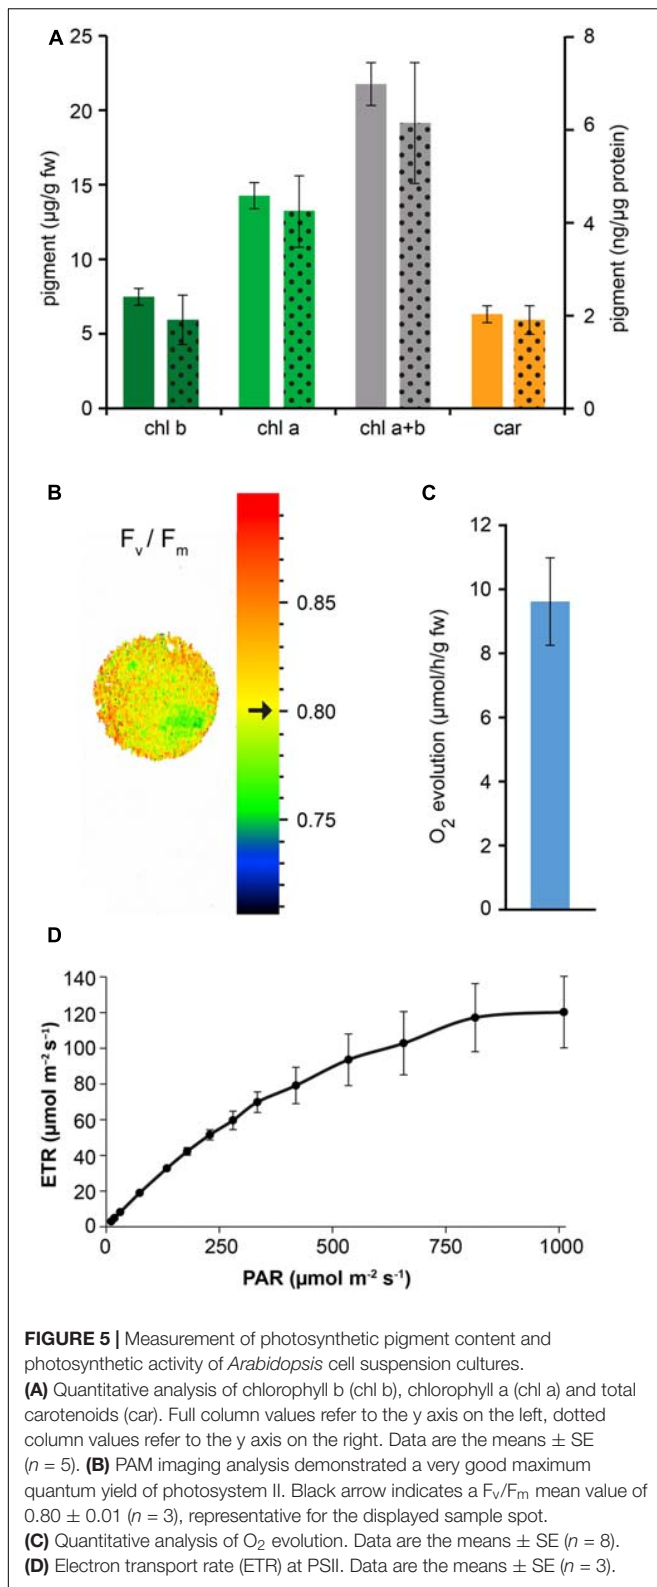 A
25
20
15
10
5
0
pigment (µg/g fw)
8
6
4
2
0
pigment (ng/µg protein)
chl b chl a chl a+b car
B
Fv / Fm
0.85
0.80
0.75
C
12
10
8
6
4
2
0
O2 evolution (µmol/h/g fw)
D
140
120
100
80
60
40
20
0
ETR (µmol m-2 s-1)
0 250 500 750 1000
PAR (µmol m-2 s-1)
FIGURE 5 | Measurement of photosynthetic pigment content and
photosynthetic activity of Arabidopsis cell suspension cultures.
(A) Quantitative analysis of chlorophyll b (chl b), chlorophyll a (chl a) and total
carotenoids (car). Full column values refer to the y axis on the left, dotted
column values refer to the y axis on the right. Data are the means ± SE
(n = 5). (B) PAM imaging analysis demonstrated a very good maximum
quantum yield of photosystem II. Black arrow indicates a Fv/Fm mean value of
0.80 ± 0.01 (n = 3), representative for the displayed sample spot.
(C) Quantitative analysis of O2 evolution. Data are the means ± SE (n = 8).
(D) Electron transport rate (ETR) at PSII. Data are the means ± SE (n = 3).